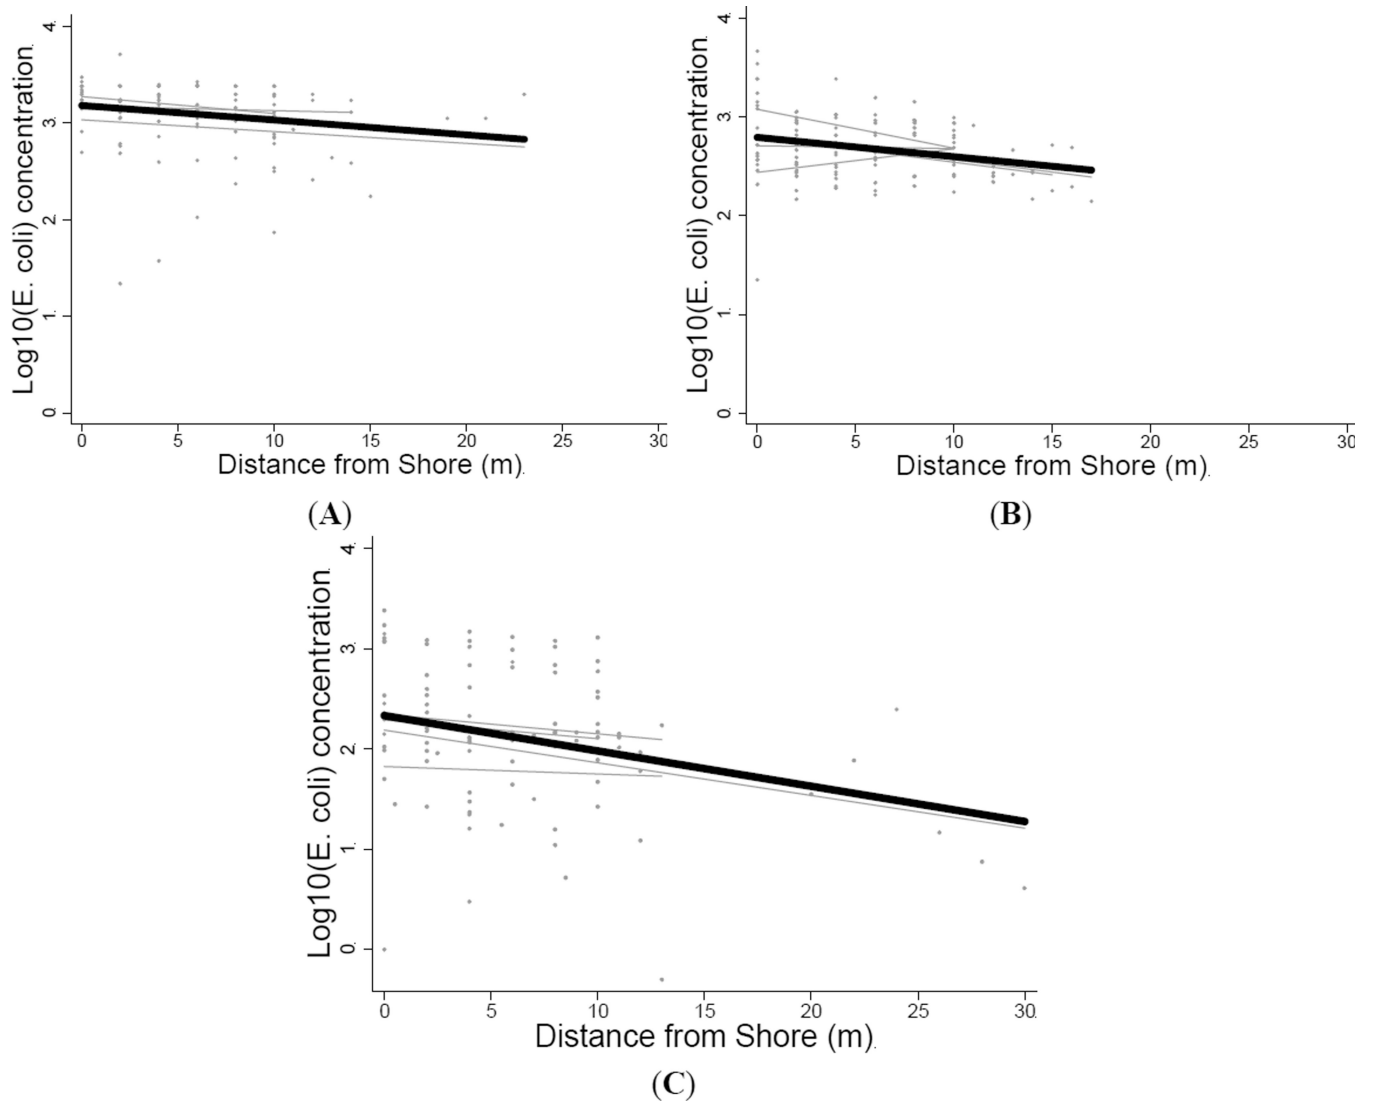 Log10(E. coli) concentration
4.
3.
2.
1.
0.
0 5 10 15 20 25 30
Distance from Shore (m).
(A)
Log10(E. coli) concentration
4.
3.
2.
1.
0.
0 5 10 15 20 25 30
Distance from Shore (m).
(B)
Log10(E. coli) concentration
4.
3.
2.
1.
0.
0 5 10 15 20 25 30.
Distance from Shore (m).
(C)